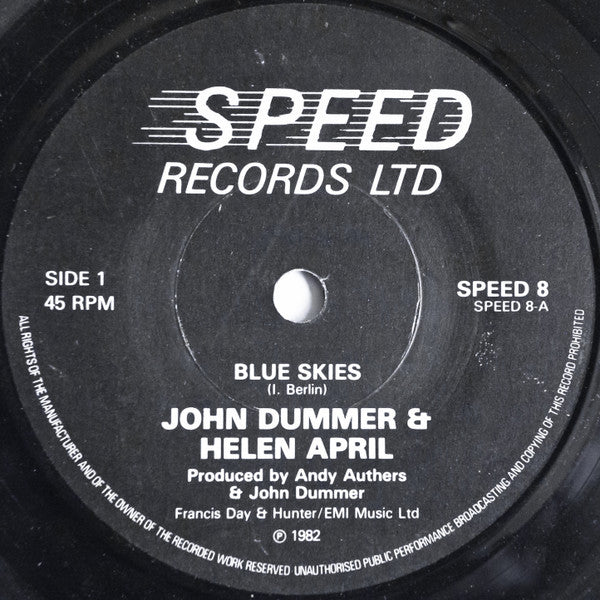 SPEED
RECORDS LTD
SIDE 1
45 RPM
SPEED 8
SPEED 8-A
BLUE SKIES
(I. Berlin)
JOHN DUMMER &
HELEN APRIL
Produced by Andy Authers
& John Dummer
Francis Day & Hunter/EMI Music Ltd
℗ 1982
ALL RIGHTS OF THE MANUFACTURER AND OF THE OWNER OF THE RECORDED WORK RESERVED UNAUTHORISED PUBLIC PERFORMANCE BROADCASTING AND COPYING OF THIS RECORD PROHIBITED